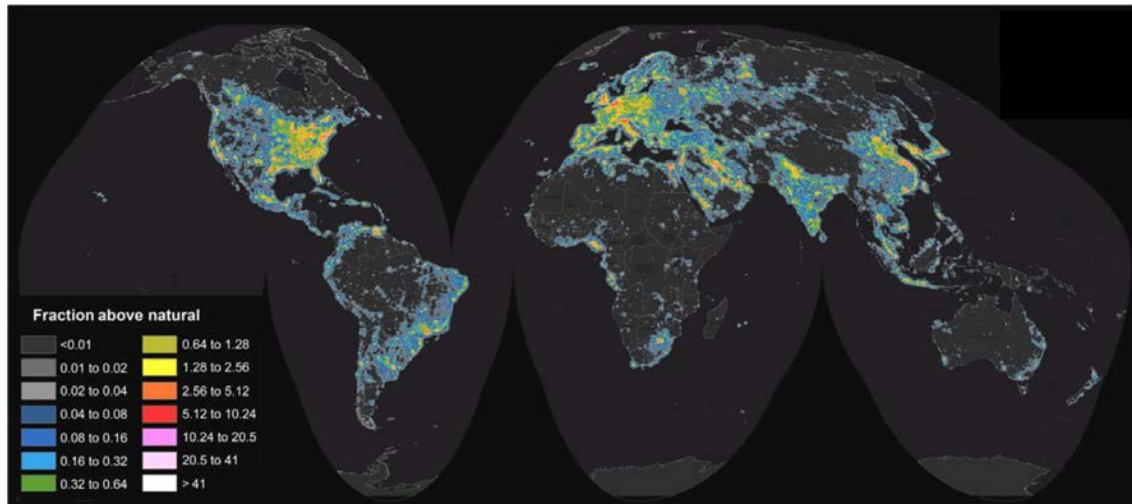 Fraction above natural
<0.01
0.01 to 0.02
0.02 to 0.04
0.04 to 0.08
0.08 to 0.16
0.16 to 0.32
0.32 to 0.64
0.64 to 1.28
1.28 to 2.56
2.56 to 5.12
5.12 to 10.24
10.24 to 20.5
20.5 to 41
> 41